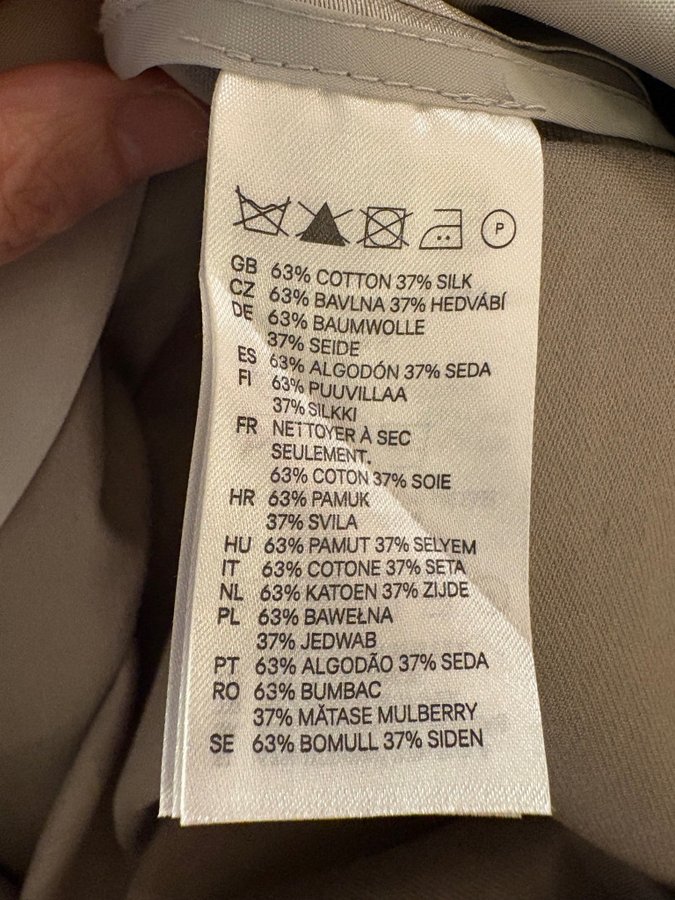 P
GB 63% COTTON 37% SILK
CZ 63% BAVLNA 37% HEDVÁBÍ
DE 63% BAUMWOLLE
37% SEIDE
ES 63% ALGODÓN 37% SEDA
FI 63% PUUVILLAA
37% SILKKI
FR NETTOYER À SEC
SEULEMENT.
63% COTON 37% SOIE
HR 63% PAMUK
37% SVILA
HU 63% PAMUT 37% SELYEM
IT 63% COTONE 37% SETA
NL 63% KATOEN 37% ZIJDE
PL 63% BAWEŁNA
37% JEDWAB
PT 63% ALGODÃO 37% SEDA
RO 63% BUMBAC
37% MĂTASE MULBERRY
SE 63% BOMULL 37% SIDEN